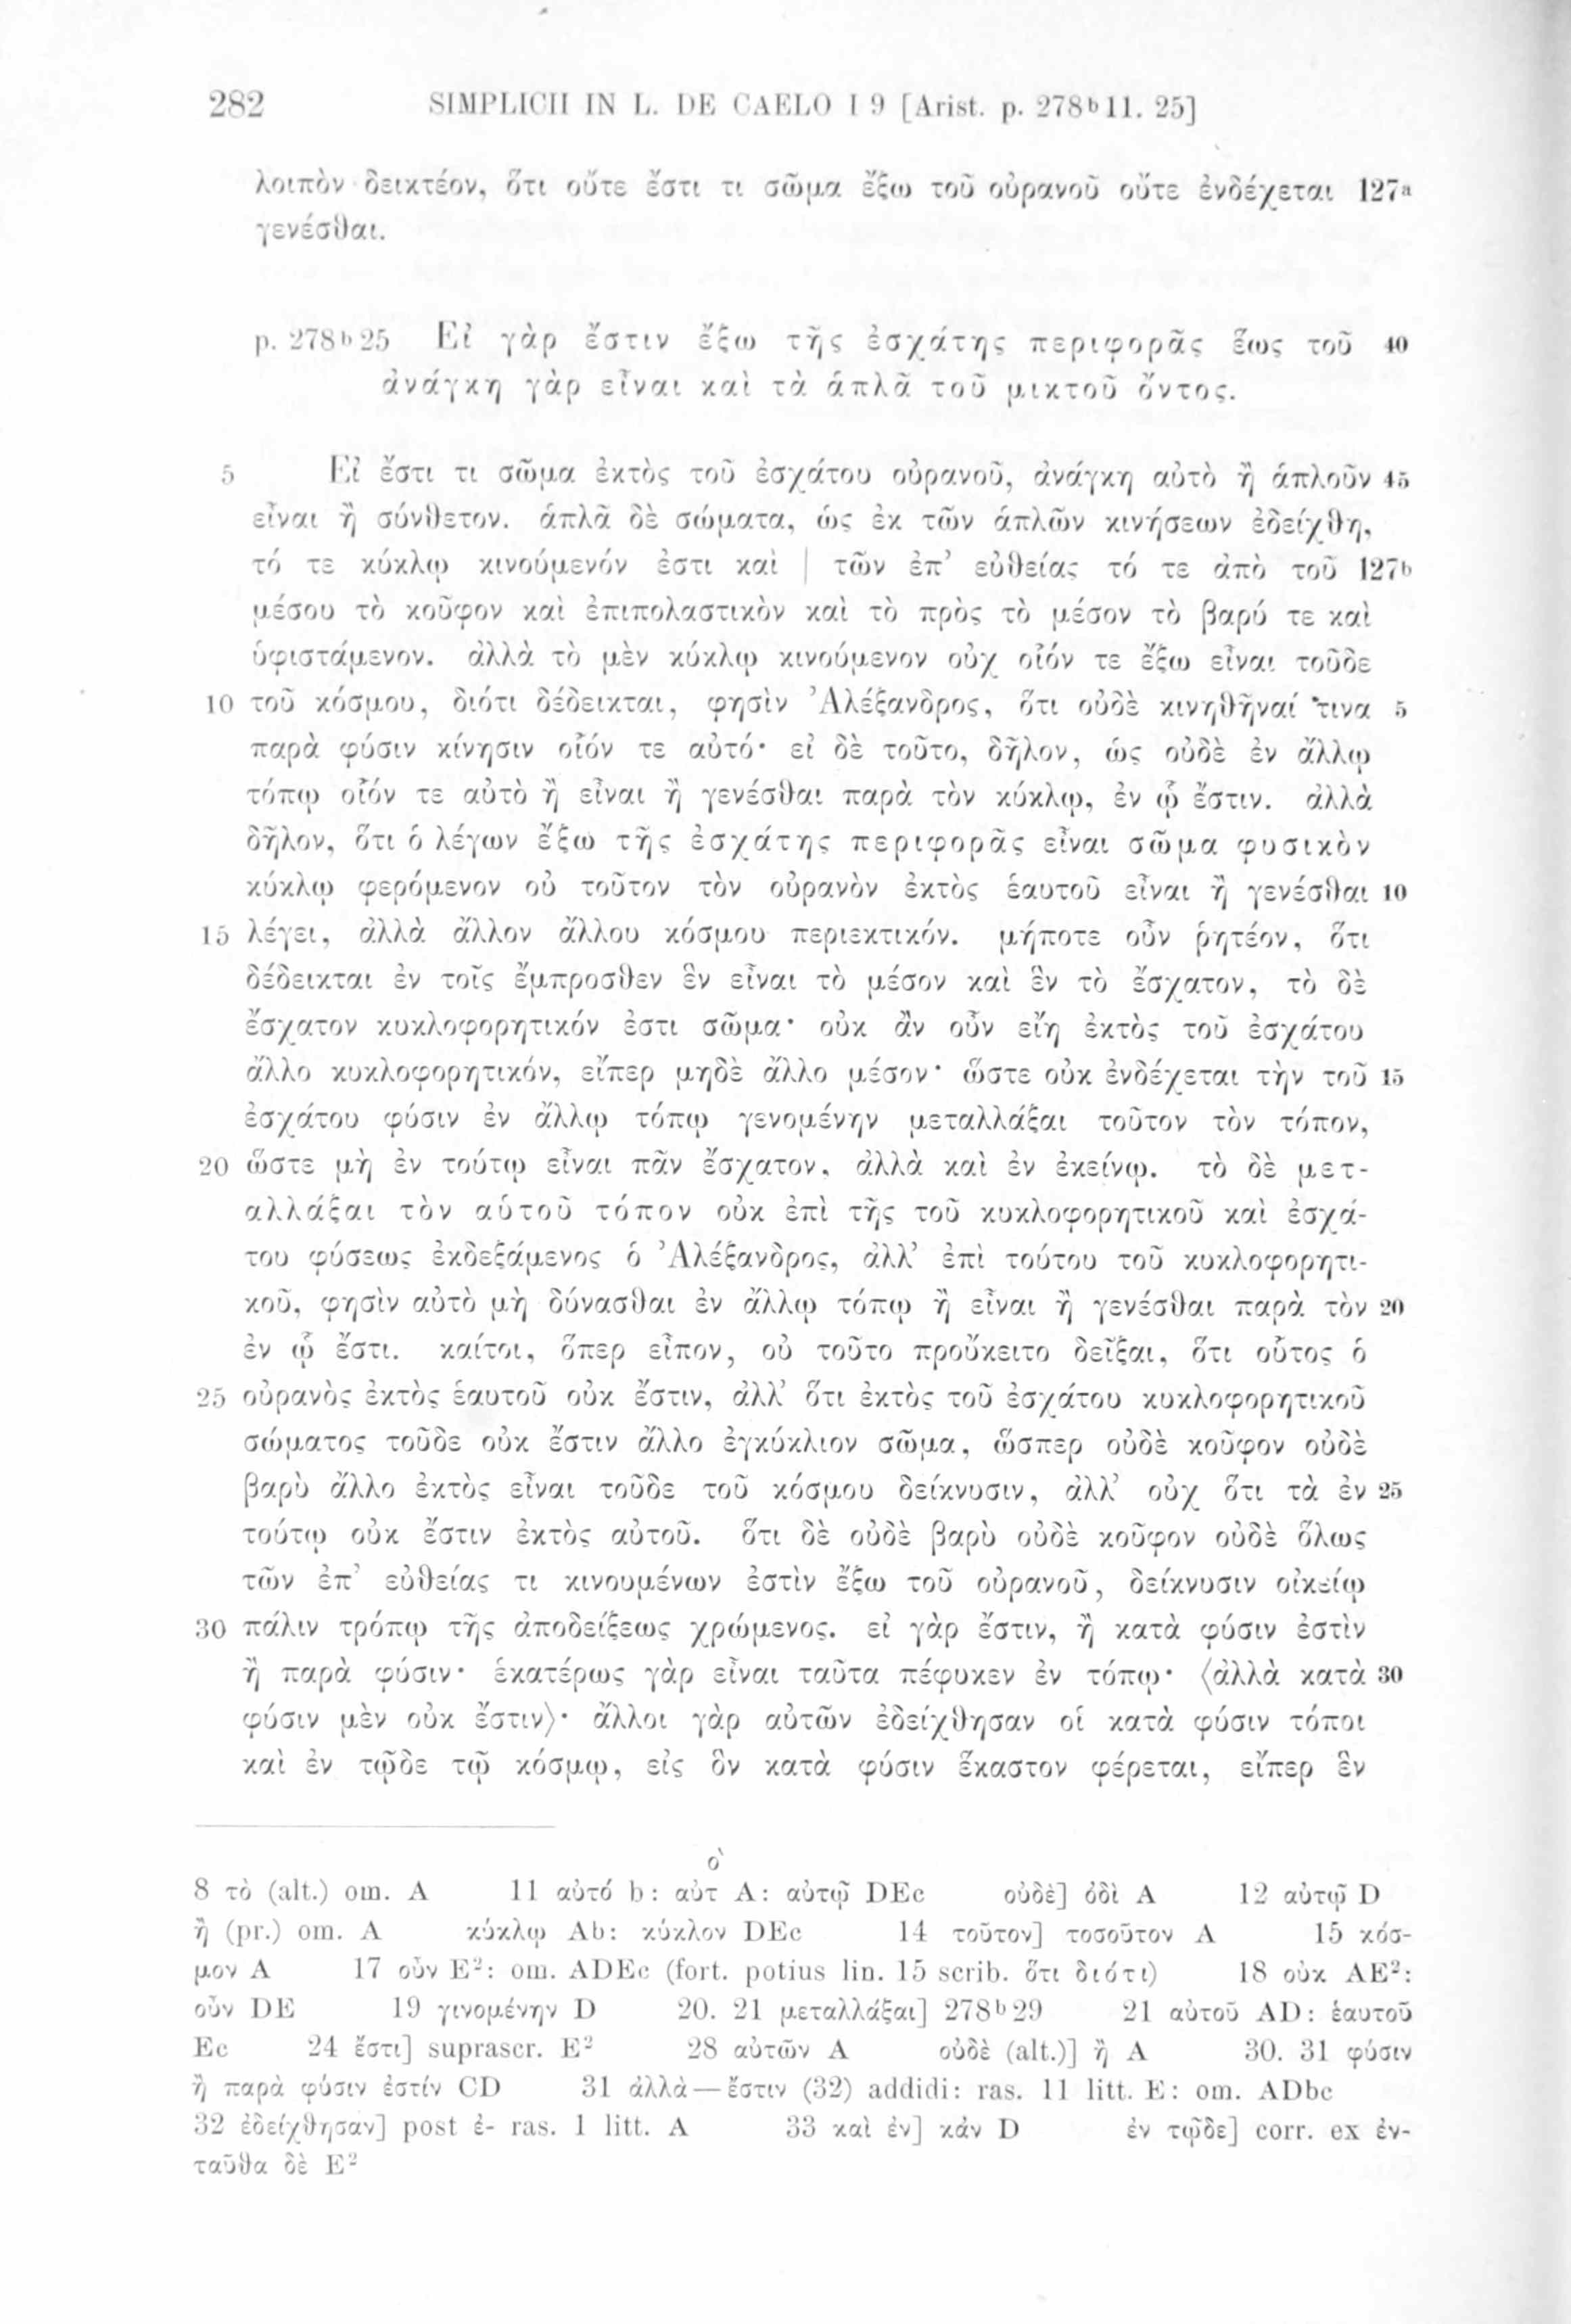 282 SIMPLICII IN L. DE CAELO I 9 [Arist. p. 278ᵇ11. 25]
λοιπὸν δεικτέον, ὅτι οὔτε ἔστι τι σῶμα ἔξω τοῦ οὐρανοῦ οὔτε ἐνδέχεται 127ᵃ
γενέσθαι.
p. 278ᵇ25 Εἰ γὰρ ἔστιν ἔξω τῆς ἐσχάτης περιφορᾶς ἕως τοῦ 40
ἀνάγκη γὰρ εἶναι καὶ τὰ ἁπλᾶ τοῦ μικτοῦ ὄντος.
5 Εἰ ἔστι τι σῶμα ἐκτὸς τοῦ ἐσχάτου οὐρανοῦ, ἀνάγκη αὐτὸ ἢ ἁπλοῦν 45
εἶναι ἢ σύνθετον. ἁπλᾶ δὲ σώματα, ὡς ἐκ τῶν ἁπλῶν κινήσεων ἐδείχθη,
τό τε κύκλῳ κινούμενόν ἐστι καὶ | τῶν ἐπ’ εὐθείας τό τε ἀπὸ τοῦ 127ᵇ
μέσου τὸ κοῦφον καὶ ἐπιπολαστικὸν καὶ τὸ πρὸς τὸ μέσον τὸ βαρύ τε καὶ
ὑφιστάμενον. ἀλλὰ τὸ μὲν κύκλῳ κινούμενον οὐχ οἷόν τε ἔξω εἶναι τοῦδε
10 τοῦ κόσμου, διότι δέδεικται, φησὶν Ἀλέξανδρος, ὅτι οὐδὲ κινηθῆναί τινα 5
παρὰ φύσιν κίνησιν οἷόν τε αὐτό· εἰ δὲ τοῦτο, δῆλον, ὡς οὐδὲ ἐν ἄλλῳ
τόπῳ οἷόν τε αὐτὸ ἢ εἶναι ἢ γενέσθαι παρὰ τὸν κύκλῳ, ἐν ᾧ ἔστιν. ἀλλὰ
δῆλον, ὅτι ὁ λέγων ἔξω τῆς ἐσχάτης περιφορᾶς εἶναι σῶμα φυσικὸν
κύκλῳ φερόμενον οὐ τοῦτον τὸν οὐρανὸν ἐκτὸς ἑαυτοῦ εἶναι ἢ γενέσθαι 10
15 λέγει, ἀλλὰ ἄλλον ἄλλου κόσμου περιεκτικόν. μήποτε οὖν ῥητέον, ὅτι
δέδεικται ἐν τοῖς ἔμπροσθεν ἓν εἶναι τὸ μέσον καὶ ἓν τὸ ἔσχατον, τὸ δὲ
ἔσχατον κυκλοφορητικόν ἐστι σῶμα· οὐκ ἂν οὖν εἴη ἐκτὸς τοῦ ἐσχάτου
ἄλλο κυκλοφορητικόν, εἴπερ μηδὲ ἄλλο μέσον· ὥστε οὐκ ἐνδέχεται τὴν τοῦ 15
ἐσχάτου φύσιν ἐν ἄλλῳ τόπῳ γενομένην μεταλλάξαι τοῦτον τὸν τόπον,
20 ὥστε μὴ ἐν τούτῳ εἶναι πᾶν ἔσχατον, ἀλλὰ καὶ ἐν ἐκείνῳ. τὸ δὲ μετ-
αλλάξαι τὸν αὑτοῦ τόπον οὐκ ἐπὶ τῆς τοῦ κυκλοφορητικοῦ καὶ ἐσχά-
του φύσεως ἐκδεξάμενος ὁ Ἀλέξανδρος, ἀλλ’ ἐπὶ τούτου τοῦ κυκλοφορητι-
κοῦ, φησὶν αὐτὸ μὴ δύνασθαι ἐν ἄλλῳ τόπῳ ἢ εἶναι ἢ γενέσθαι παρὰ τὸν 20
ἐν ᾧ ἔστι. καίτοι, ὅπερ εἶπον, οὐ τοῦτο προὔκειτο δεῖξαι, ὅτι οὗτος ὁ
25 οὐρανὸς ἐκτὸς ἑαυτοῦ οὐκ ἔστιν, ἀλλ’ ὅτι ἐκτὸς τοῦ ἐσχάτου κυκλοφορητικοῦ
σώματος τοῦδε οὐκ ἔστιν ἄλλο ἐγκύκλιον σῶμα, ὥσπερ οὐδὲ κοῦφον οὐδὲ
βαρὺ ἄλλο ἐκτὸς εἶναι τοῦδε τοῦ κόσμου δείκνυσιν, ἀλλ’ οὐχ ὅτι τὰ ἐν 25
τούτῳ οὐκ ἔστιν ἐκτὸς αὐτοῦ. ὅτι δὲ οὐδὲ βαρὺ οὐδὲ κοῦφον οὐδὲ ὅλως
τῶν ἐπ’ εὐθείας τι κινουμένων ἐστὶν ἔξω τοῦ οὐρανοῦ, δείκνυσιν οἰκείῳ
30 πάλιν τρόπῳ τῆς ἀποδείξεως χρώμενος. εἰ γὰρ ἔστιν, ἢ κατὰ φύσιν ἐστὶν
ἢ παρὰ φύσιν· ἑκατέρως γὰρ εἶναι ταῦτα πέφυκεν ἐν τόπῳ· ⟨ἀλλὰ κατὰ 30
φύσιν μὲν οὐκ ἔστιν⟩· ἄλλοι γὰρ αὐτῶν ἐδείχθησαν οἱ κατὰ φύσιν τόποι
καὶ ἐν τῷδε τῷ κόσμῳ, εἰς ὃν κατὰ φύσιν ἕκαστον φέρεται, εἴπερ ἓν
8 τὸ (alt.) om. A 11 αὐτό b: αὐτὸ̀ A: αὐτῷ DEc οὐδὲ] ὁδὶ A 12 αὐτῷ D
ἢ (pr.) om. A κύκλῳ Ab: κύκλον DEc 14 τοῦτον] τοσοῦτον A 15 κόσ-
μον A 17 οὖν E²: om. ADEc (fort. potius lin. 15 scrib. ὅτι διότι) 18 οὐκ AE²:
οὖν DE 19 γινομένην D 20. 21 μεταλλάξαι] 278ᵇ29 21 αὑτοῦ AD: ἑαυτοῦ
Ec 24 ἔστι] suprascr. E² 28 αὐτῶν A οὐδὲ (alt.)] ἢ A 30. 31 φύσιν
ἢ παρὰ φύσιν ἐστίν CD 31 ἀλλὰ—ἔστιν (32) addidi: ras. 11 litt. E: om. ADbc
32 ἐδείχθησαν] post ἐ- ras. 1 litt. A 33 καὶ ἐν] κἀν D ἐν τῷδε] corr. ex ἐν-
ταῦθα δὲ E²